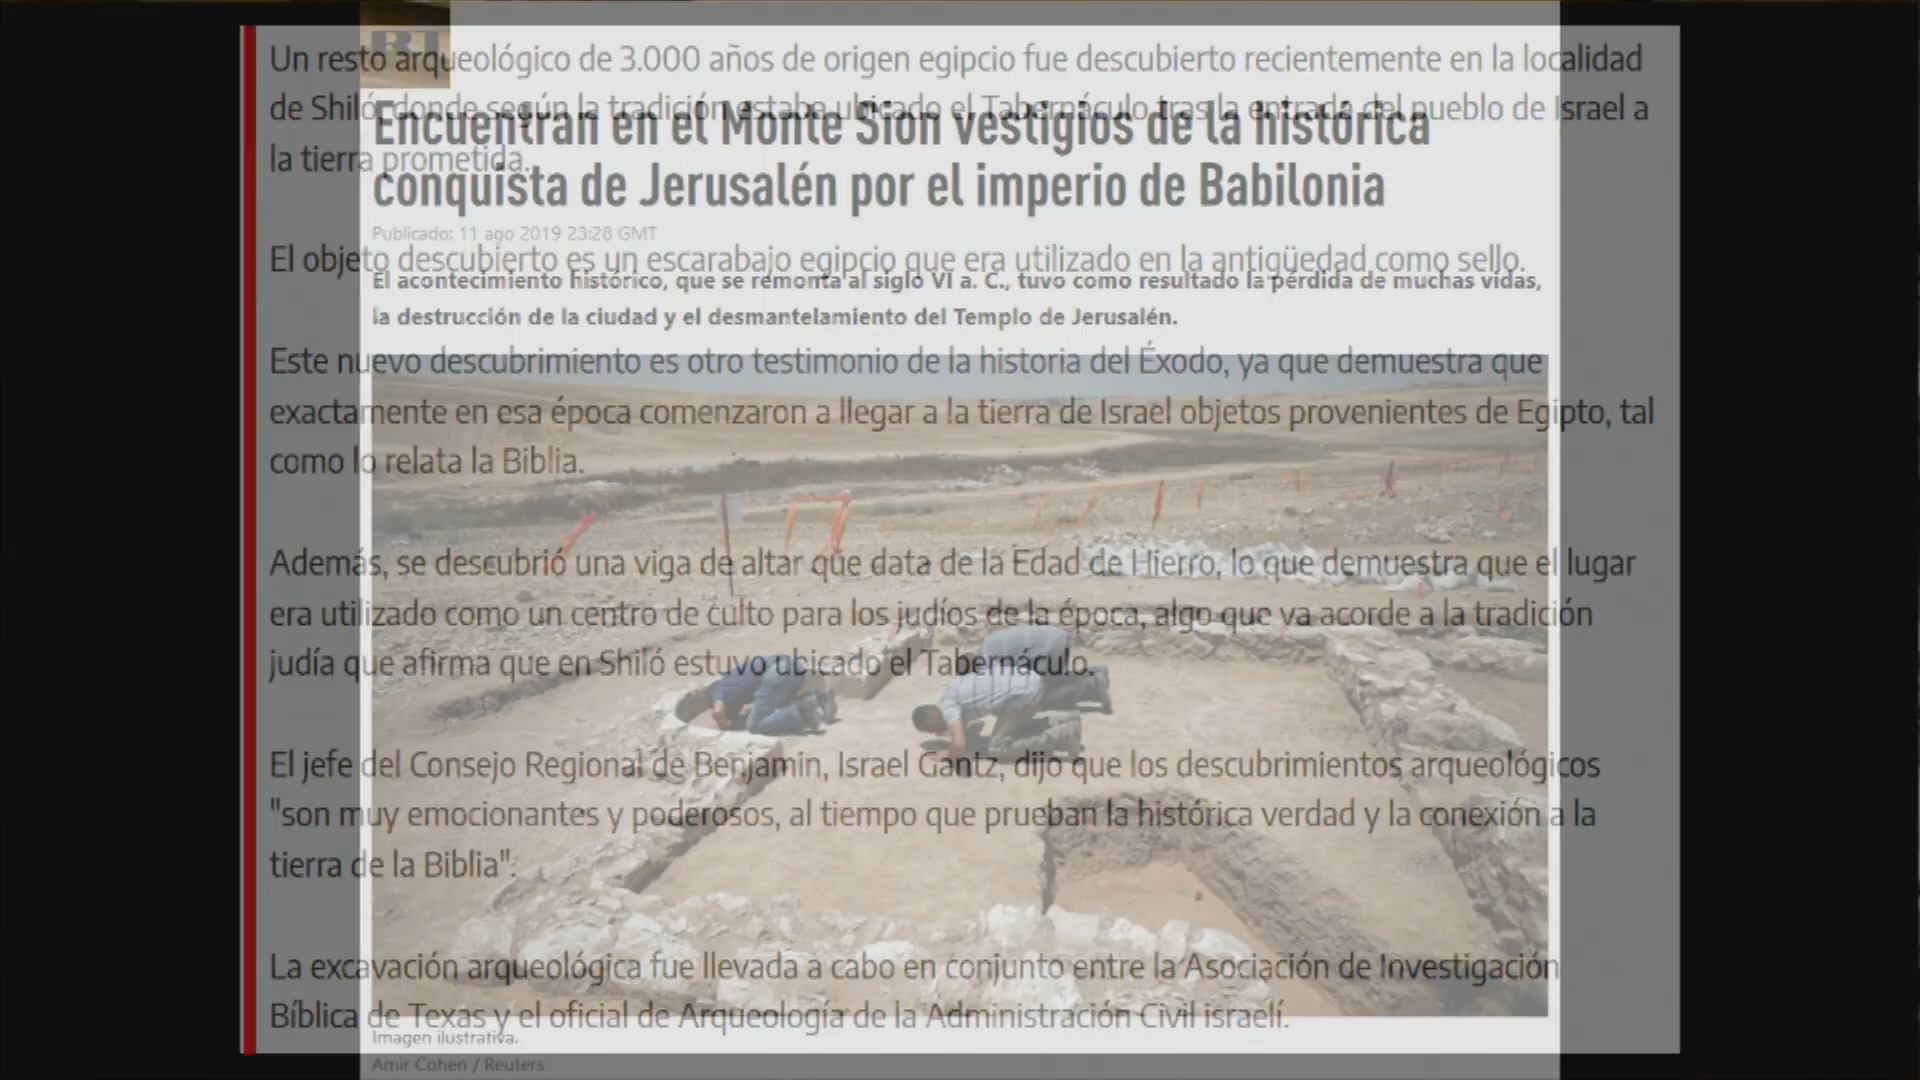 RT
Un resto arqueológico de 3.000 años de origen egipcio fue descubierto recientemente en la localidad
de Shiló, donde según la tradición estaba ubicado el Tabernáculo tras la entrada del pueblo de Israel a
la tierra prometida.
El objeto descubierto es un escarabajo egipcio que era utilizado en la antigüedad como sello.
Este nuevo descubrimiento es otro testimonio de la historia del Éxodo, ya que demuestra que
exactamente en esa época comenzaron a llegar a la tierra de Israel objetos provenientes de Egipto, tal
como lo relata la Biblia.
Además, se descubrió una viga de altar que data de la Edad de Hierro, lo que demuestra que el lugar
era utilizado como un centro de culto para los judíos de la época, algo que va acorde a la tradición
judía que afirma que en Shiló estuvo ubicado el Tabernáculo.
El jefe del Consejo Regional de Benjamin, Israel Gantz, dijo que los descubrimientos arqueológicos
"son muy emocionantes y poderosos, al tiempo que prueban la histórica verdad y la conexión a la
tierra de la Biblia".
La excavación arqueológica fue llevada a cabo en conjunto entre la Asociación de Investigación
Bíblica de Texas y el oficial de Arqueología de la Administración Civil israelí.
Encuentran en el Monte Sion vestigios de la histórica
conquista de Jerusalén por el imperio de Babilonia
Publicado: 11 ago 2019 23:28 GMT
El acontecimiento histórico, que se remonta al siglo VI a. C., tuvo como resultado la pérdida de muchas vidas,
la destrucción de la ciudad y el desmantelamiento del Templo de Jerusalén.
Imagen ilustrativa.
Amir Cohen / Reuters